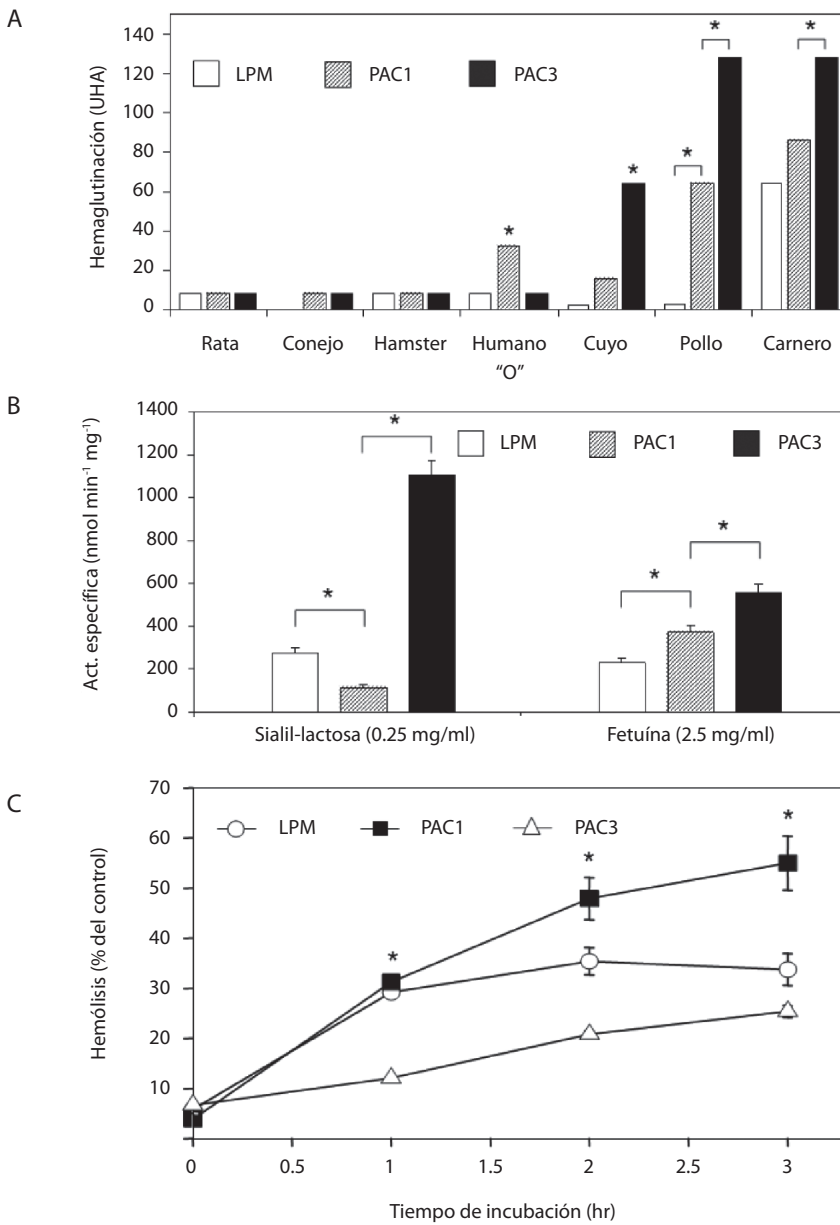 A
Hemaglutinación (UHA)
140
120
100
80
60
40
20
0
LPM PAC1 PAC3
* * * * *
Rata Conejo Hamster Humano Cuyo Pollo Carnero
“O”
B
Act. específica (nmol min⁻¹ mg⁻¹)
1400
1200
1000
800
600
400
200
0
LPM PAC1 PAC3
* * * *
Sialil-lactosa (0.25 mg/ml) Fetuína (2.5 mg/ml)
C
Hemólisis (% del control)
70
60
50
40
30
20
10
LPM PAC1 PAC3
* * *
0 0.5 1 1.5 2 2.5 3
Tiempo de incubación (hr)